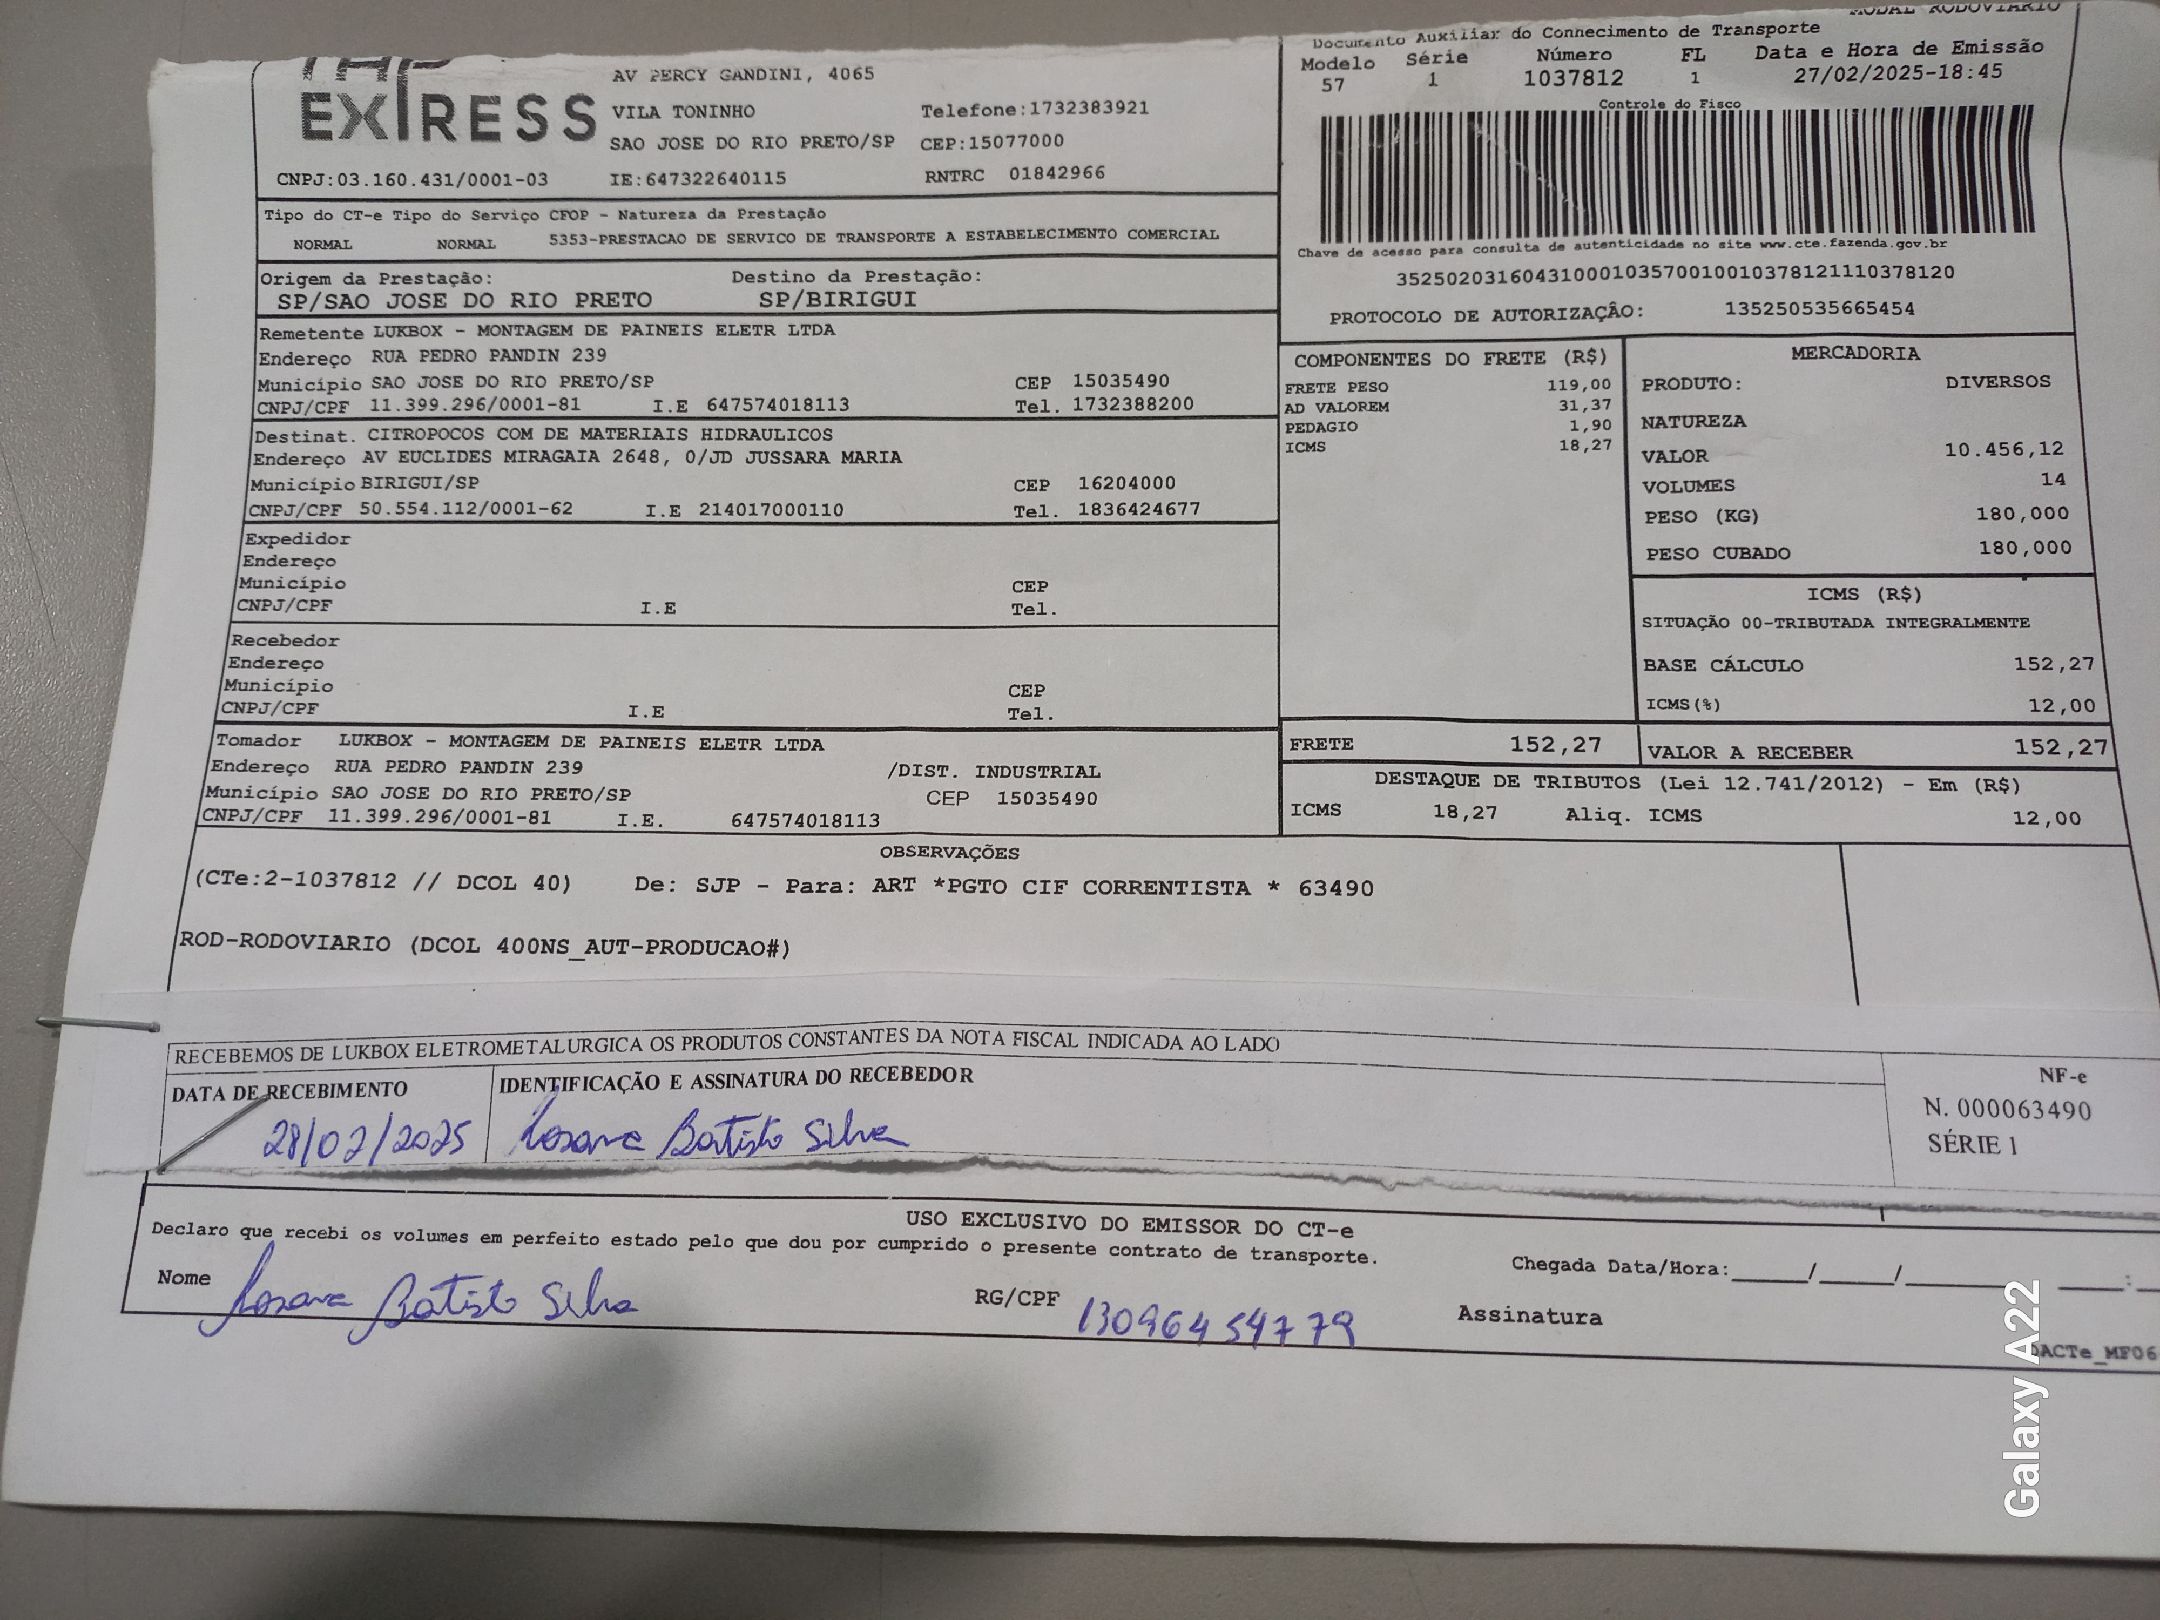 EXPRESS
AV PERCY GANDINI, 4065
VILA TONINHO Telefone:1732383921
SAO JOSE DO RIO PRETO/SP CEP:15077000
CNPJ:03.160.431/0001-03 IE:647322640115 RNTRC 01842966
MODAL RODOVIARIO
Documento Auxiliar do Conhecimento de Transporte
Modelo Série Número FL Data e Hora de Emissão
57 1 1037812 1 27/02/2025-18:45
Controle do Fisco
Chave de acesso para consulta de autenticidade no site www.cte.fazenda.gov.br
35250203160431000103570010010378121110378120
PROTOCOLO DE AUTORIZAÇÂO: 135250535665454
Tipo do CT-e Tipo do Serviço CFOP - Natureza da Prestação
NORMAL NORMAL 5353-PRESTACAO DE SERVICO DE TRANSPORTE A ESTABELECIMENTO COMERCIAL
Origem da Prestação: Destino da Prestação:
SP/SAO JOSE DO RIO PRETO SP/BIRIGUI
Remetente LUKBOX - MONTAGEM DE PAINEIS ELETR LTDA
Endereço RUA PEDRO PANDIN 239
Município SAO JOSE DO RIO PRETO/SP CEP 15035490
CNPJ/CPF 11.399.296/0001-81 I.E 647574018113 Tel. 1732388200
Destinat. CITROPOCOS COM DE MATERIAIS HIDRAULICOS
Endereço AV EUCLIDES MIRAGAIA 2648, 0/JD JUSSARA MARIA
Município BIRIGUI/SP CEP 16204000
CNPJ/CPF 50.554.112/0001-62 I.E 214017000110 Tel. 1836424677
Expedidor
Endereço
Município CEP
CNPJ/CPF I.E Tel.
Recebedor
Endereço
Município CEP
CNPJ/CPF I.E Tel.
Tomador LUKBOX - MONTAGEM DE PAINEIS ELETR LTDA
Endereço RUA PEDRO PANDIN 239 /DIST. INDUSTRIAL
Município SAO JOSE DO RIO PRETO/SP CEP 15035490
CNPJ/CPF 11.399.296/0001-81 I.E. 647574018113
COMPONENTES DO FRETE (R$)
FRETE PESO 119,00
AD VALOREM 31,37
PEDAGIO 1,90
ICMS 18,27
MERCADORIA
PRODUTO: DIVERSOS
NATUREZA
VALOR 10.456,12
VOLUMES 14
PESO (KG) 180,000
PESO CUBADO 180,000
ICMS (R$)
SITUAÇÃO 00-TRIBUTADA INTEGRALMENTE
BASE CÁLCULO 152,27
ICMS(%) 12,00
FRETE 152,27 VALOR A RECEBER 152,27
DESTAQUE DE TRIBUTOS (Lei 12.741/2012) - Em (R$)
ICMS 18,27 Aliq. ICMS 12,00
OBSERVAÇÕES
(CTe:2-1037812 // DCOL 40) De: SJP - Para: ART *PGTO CIF CORRENTISTA * 63490
ROD-RODOVIARIO (DCOL 400NS_AUT-PRODUCAO#)
RECEBEMOS DE LUKBOX ELETROMETALURGICA OS PRODUTOS CONSTANTES DA NOTA FISCAL INDICADA AO LADO
DATA DE RECEBIMENTO IDENTIFICAÇÃO E ASSINATURA DO RECEBEDOR
28/02/2025 Rosana Batista Silva
NF-e
N. 000063490
SÉRIE 1
USO EXCLUSIVO DO EMISSOR DO CT-e
Declaro que recebi os volumes em perfeito estado pelo que dou por cumprido o presente contrato de transporte.
Nome Rosana Batista Silva RG/CPF 13096454779 Assinatura
Chegada Data/Hora:_____/_____/_______ _____:__
DACTe_MF06
Galaxy A22